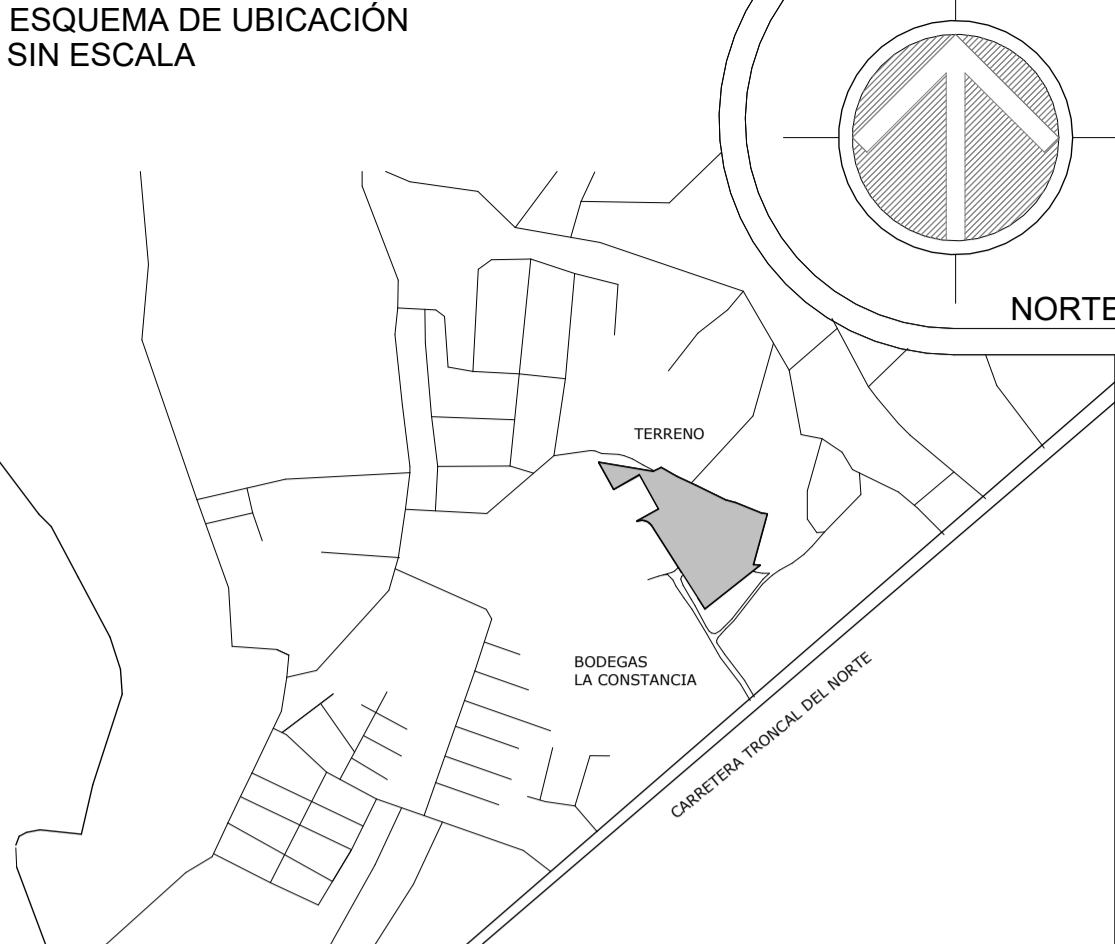 ESQUEMA DE UBICACIÓN
SIN ESCALA
NORTE
TERRENO
BODEGAS
LA CONSTANCIA
CARRETERA TRONCAL DEL NORTE